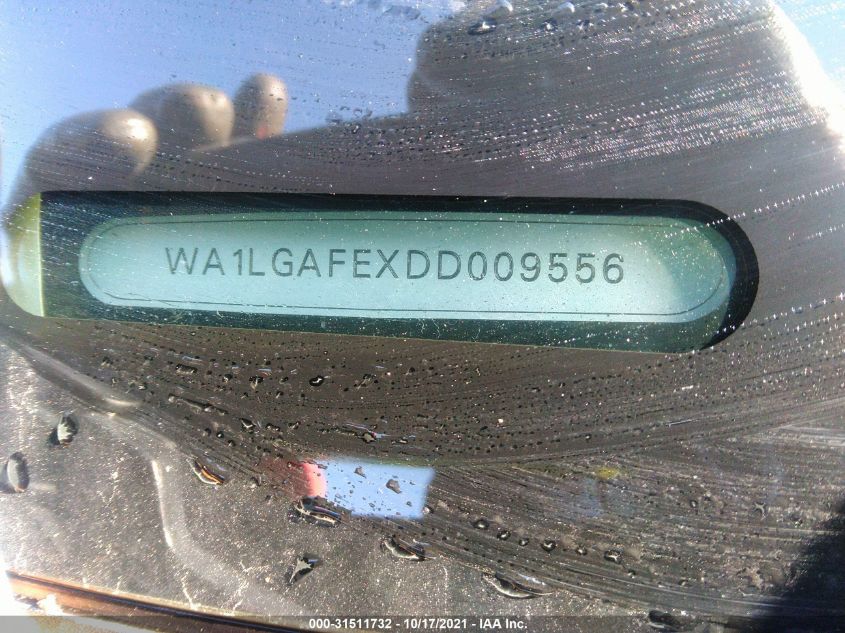 WA1LGAFEXDD009556
000-31511732 - 10/17/2021 - IAA Inc.